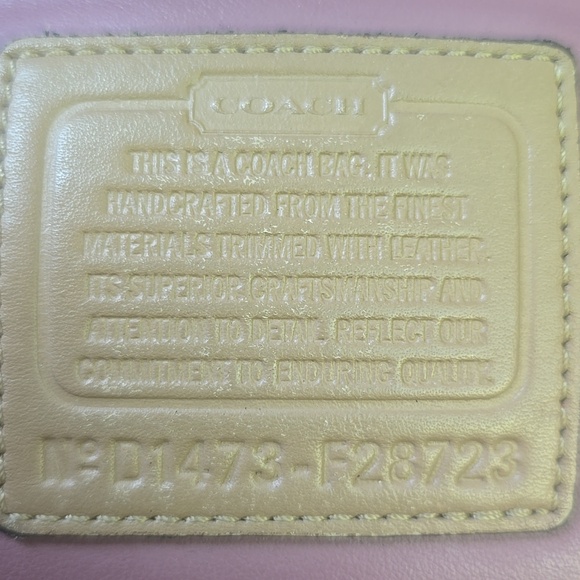 COACH
THIS IS A COACH BAG. IT WAS
HANDCRAFTED FROM THE FINEST
MATERIALS TRIMMED WITH LEATHER.
ITS SUPERIOR CRAFTSMANSHIP AND
ATTENTION TO DETAIL REFLECT OUR
COMMITMENT TO ENDURING QUALITY.
Nº D1473-F28723